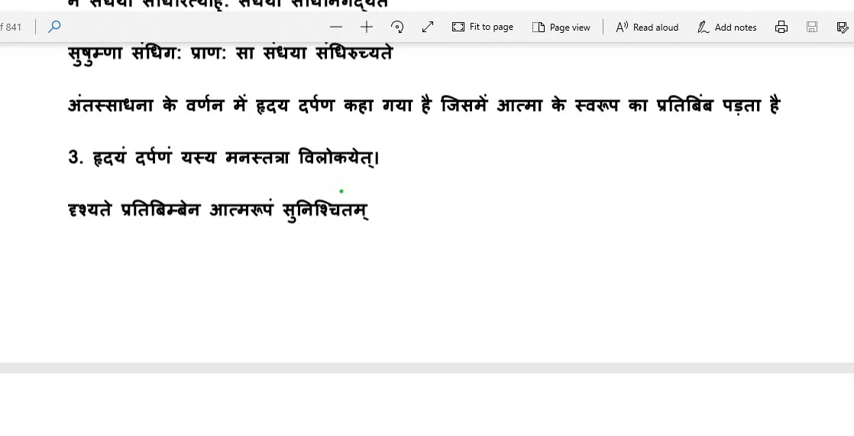 f 841 Fit to page Page view Read aloud Add notes
सुषुम्णा संधिग: प्राण: सा संधया संधिरुच्यते
अंतस्साधना के वर्णन में हृदय दर्पण कहा गया है जिसमें आत्मा के स्वरूप का प्रतिबिंब पड़ता है
3. हृदयं दर्पणं यस्य मनस्तत्रा विलोकयेत्।
दृश्यते प्रतिबिम्बेन आत्मरूपं सुनिश्चितम्